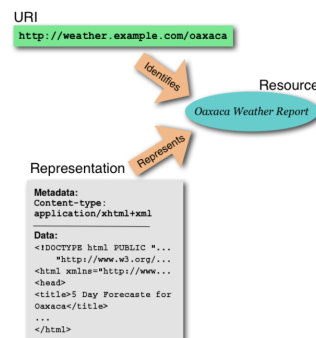 URI
http://weather.example.com/oaxaca
Identifies
Resource
Oaxaca Weather Report
Represents
Representation
Metadata:
Content-type:
application/xhtml+xml
Data:
<!DOCTYPE html PUBLIC "...
"http://www.w3.org/...
<html xmlns="http://www...
<head>
<title>5 Day Forecaste for
Oaxaca</title>
...
</html>